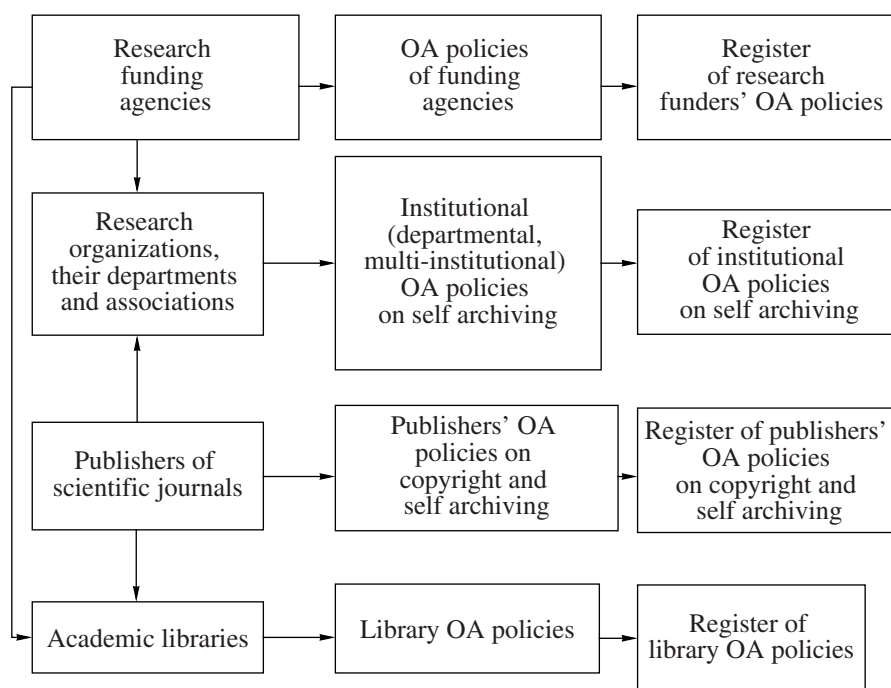 Research
funding
agencies
OA policies
of funding
agencies
Register
of research
funders’ OA policies
Research
organizations,
their departments
and associations
Institutional
(departmental,
multi-institutional)
OA policies
on self archiving
Register
of institutional
OA policies
on self archiving
Publishers of
scientific journals
Publishers’ OA
policies on
copyright and
self archiving
Register of publishers’
OA policies
on copyright and
self archiving
Academic libraries
Library OA policies
Register of
library OA policies